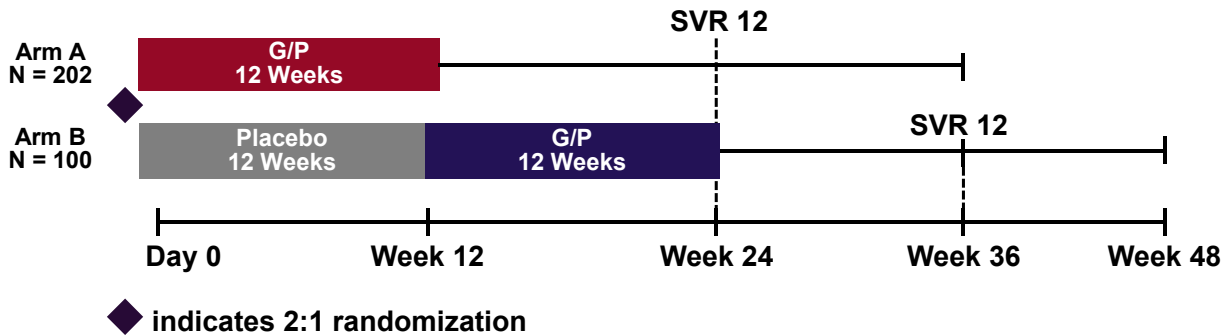 SVR 12
Arm A
N = 202
G/P
12 Weeks
Arm B
N = 100
Placebo
12 Weeks
G/P
12 Weeks
SVR 12
Day 0
Week 12
Week 24
Week 36
Week 48
indicates 2:1 randomization